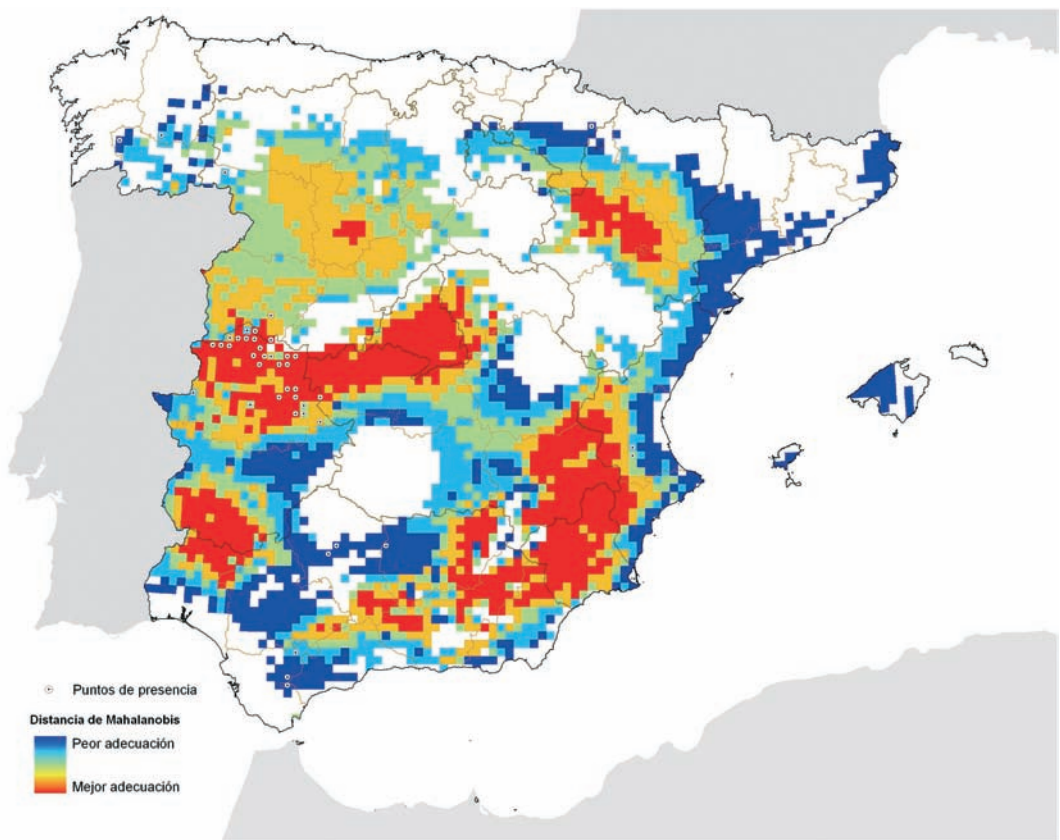 Puntos de presencia
Distancia de Mahalanobis
Peor adecuación
Mejor adecuación